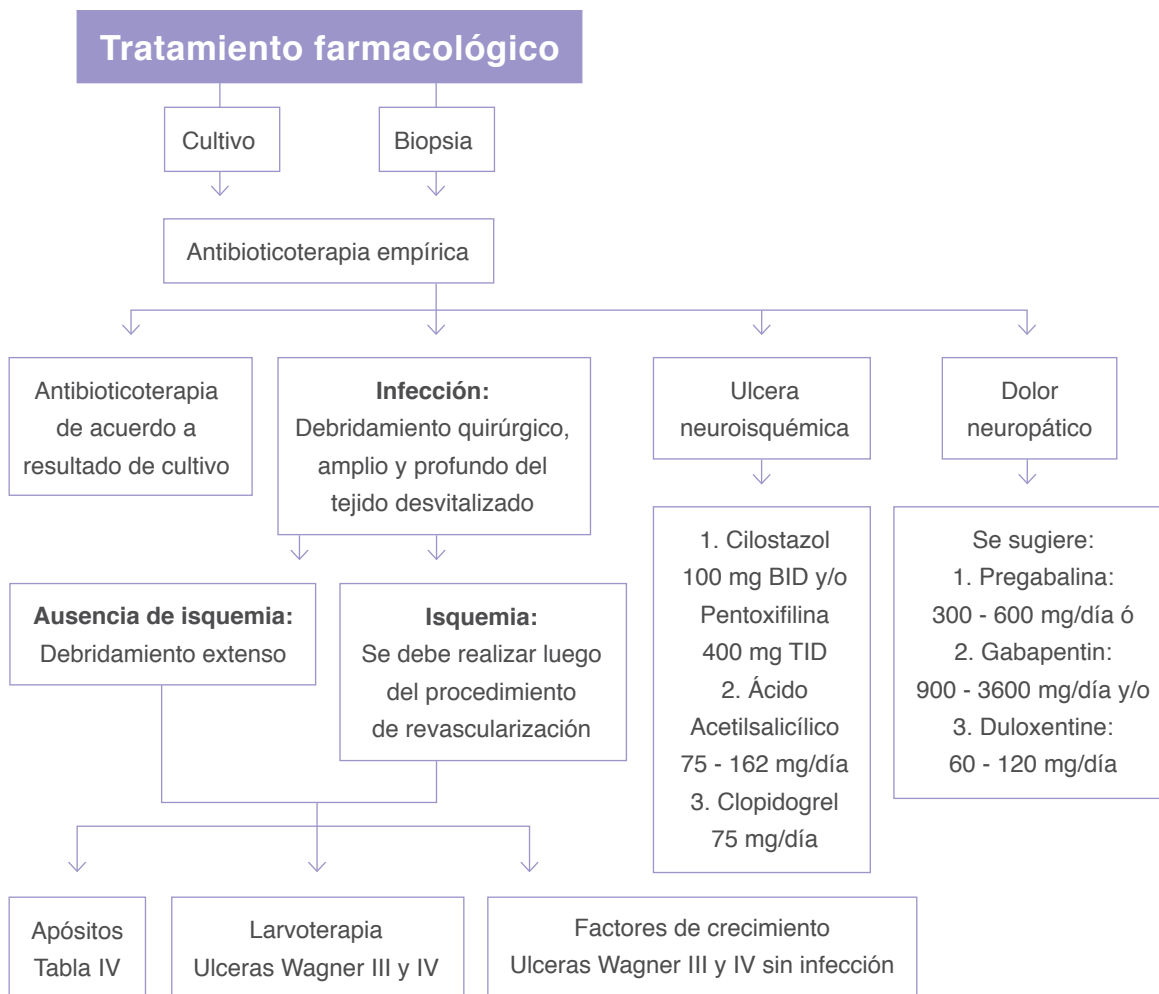 Tratamiento farmacológico
Cultivo
Biopsia
Antibioticoterapia empírica
Antibioticoterapia
de acuerdo a
resultado de cultivo
Infección:
Debridamiento quirúrgico,
amplio y profundo del
tejido desvitalizado
Ulcera
neuroisquémica
Dolor
neuropático
Ausencia de isquemia:
Debridamiento extenso
Isquemia:
Se debe realizar luego
del procedimiento
de revascularización
1. Cilostazol
100 mg BID y/o
Pentoxifilina
400 mg TID
2. Ácido
Acetilsalicílico
75 - 162 mg/día
3. Clopidogrel
75 mg/día
Se sugiere:
1. Pregabalina:
300 - 600 mg/día ó
2. Gabapentin:
900 - 3600 mg/día y/o
3. Duloxentine:
60 - 120 mg/día
Apósitos
Tabla IV
Larvoterapia
Ulceras Wagner III y IV
Factores de crecimiento
Ulceras Wagner III y IV sin infección